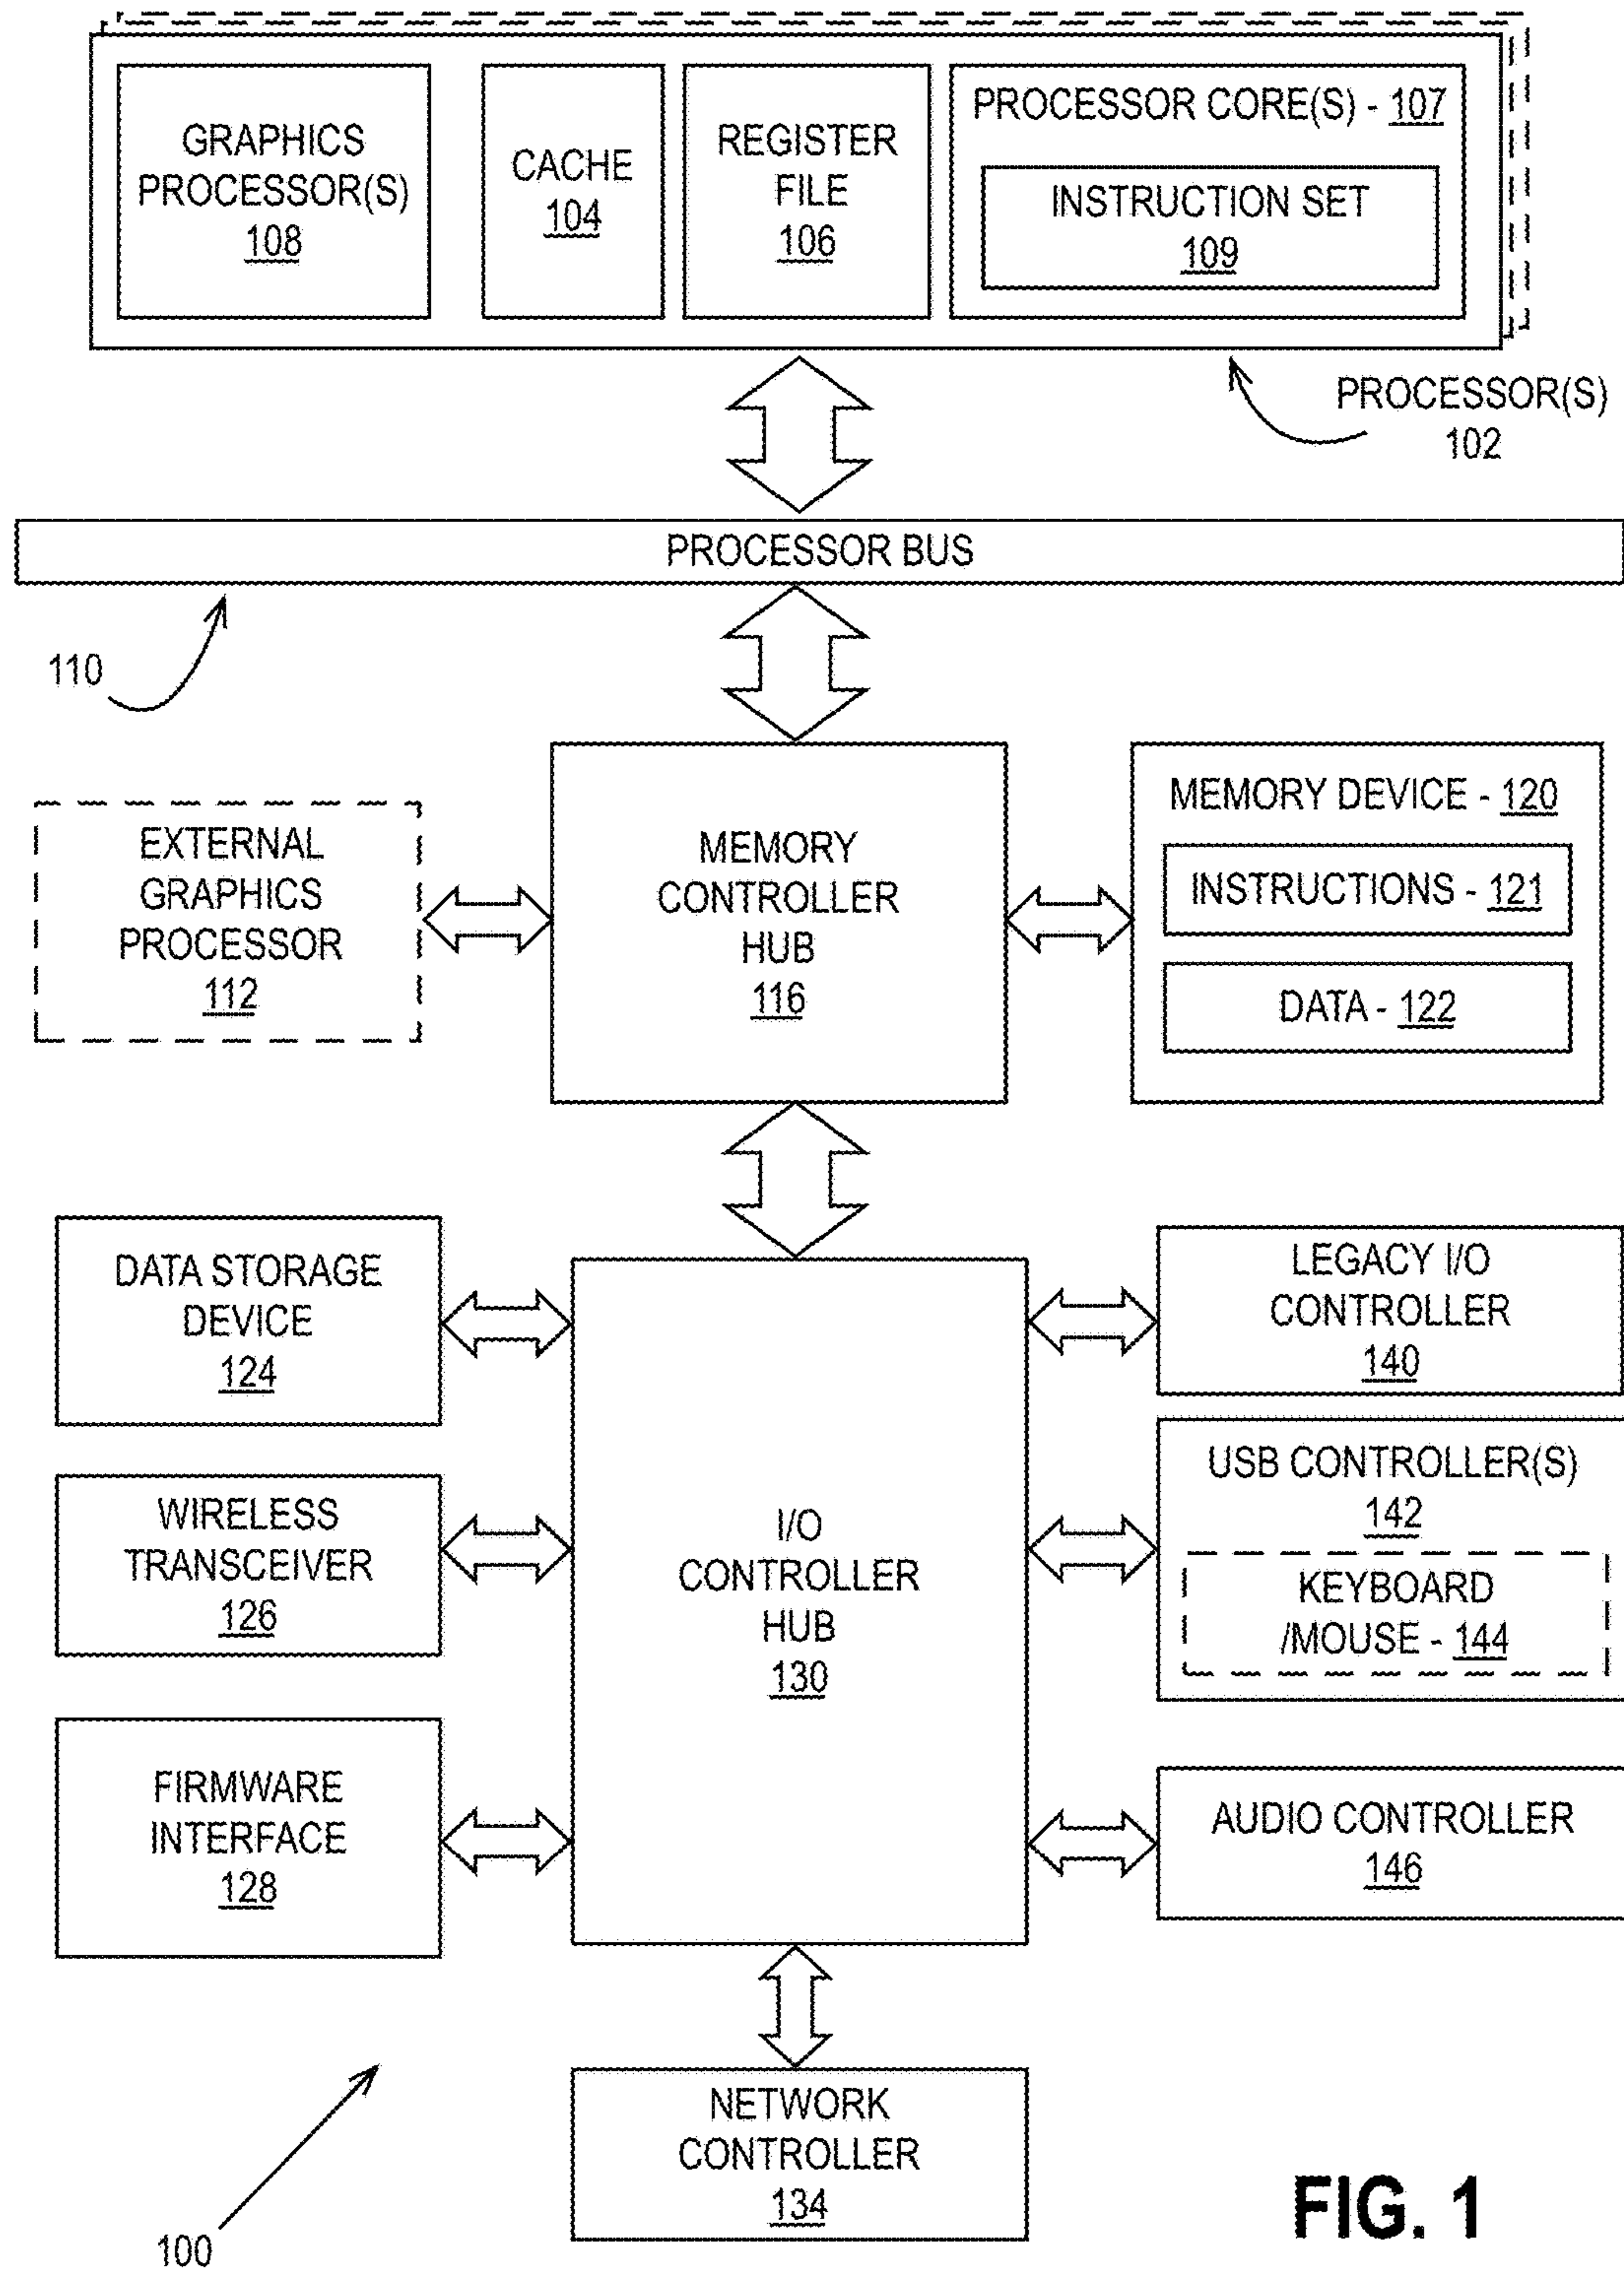 GRAPHICS
PROCESSOR(S)
108
CACHE
104
REGISTER
FILE
106
PROCESSOR CORE(S) - 107
INSTRUCTION SET
109
PROCESSOR(S)
102
PROCESSOR BUS
110
EXTERNAL
GRAPHICS
PROCESSOR
112
MEMORY
CONTROLLER
HUB
116
MEMORY DEVICE - 120
INSTRUCTIONS - 121
DATA - 122
DATA STORAGE
DEVICE
124
WIRELESS
TRANSCEIVER
126
FIRMWARE
INTERFACE
128
I/O
CONTROLLER
HUB
130
LEGACY I/O
CONTROLLER
140
USB CONTROLLER(S)
142
KEYBOARD
/MOUSE - 144
AUDIO CONTROLLER
146
NETWORK
CONTROLLER
134
100
FIG. 1